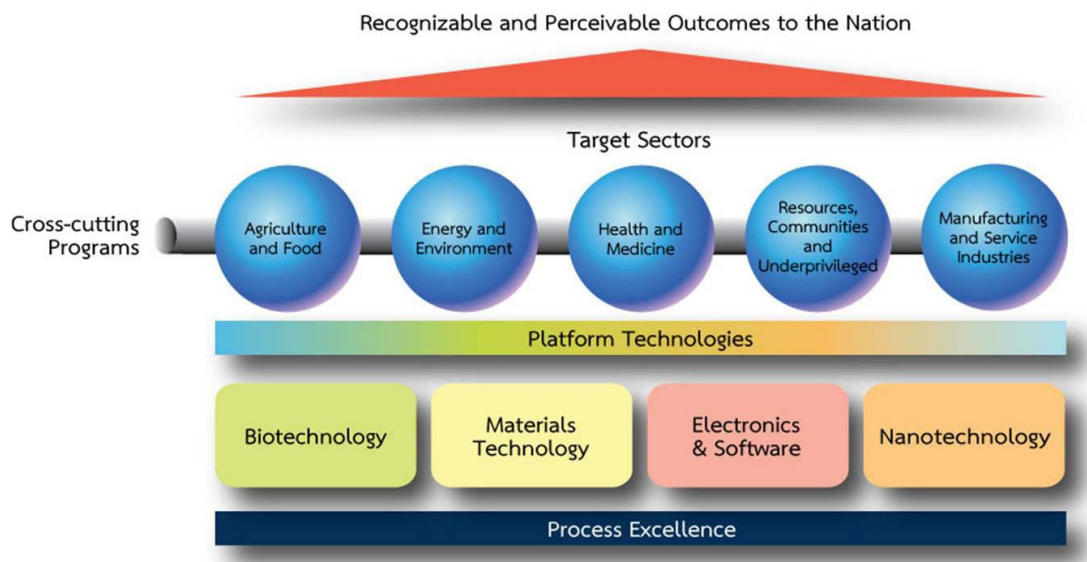 Recognizable and Perceivable Outcomes to the Nation
Target Sectors
Cross-cutting
Programs
Agriculture
and Food
Energy and
Environment
Health and
Medicine
Resources,
Communities
and
Underprivileged
Manufacturing
and Service
Industries
Platform Technologies
Biotechnology
Materials
Technology
Electronics
& Software
Nanotechnology
Process Excellence